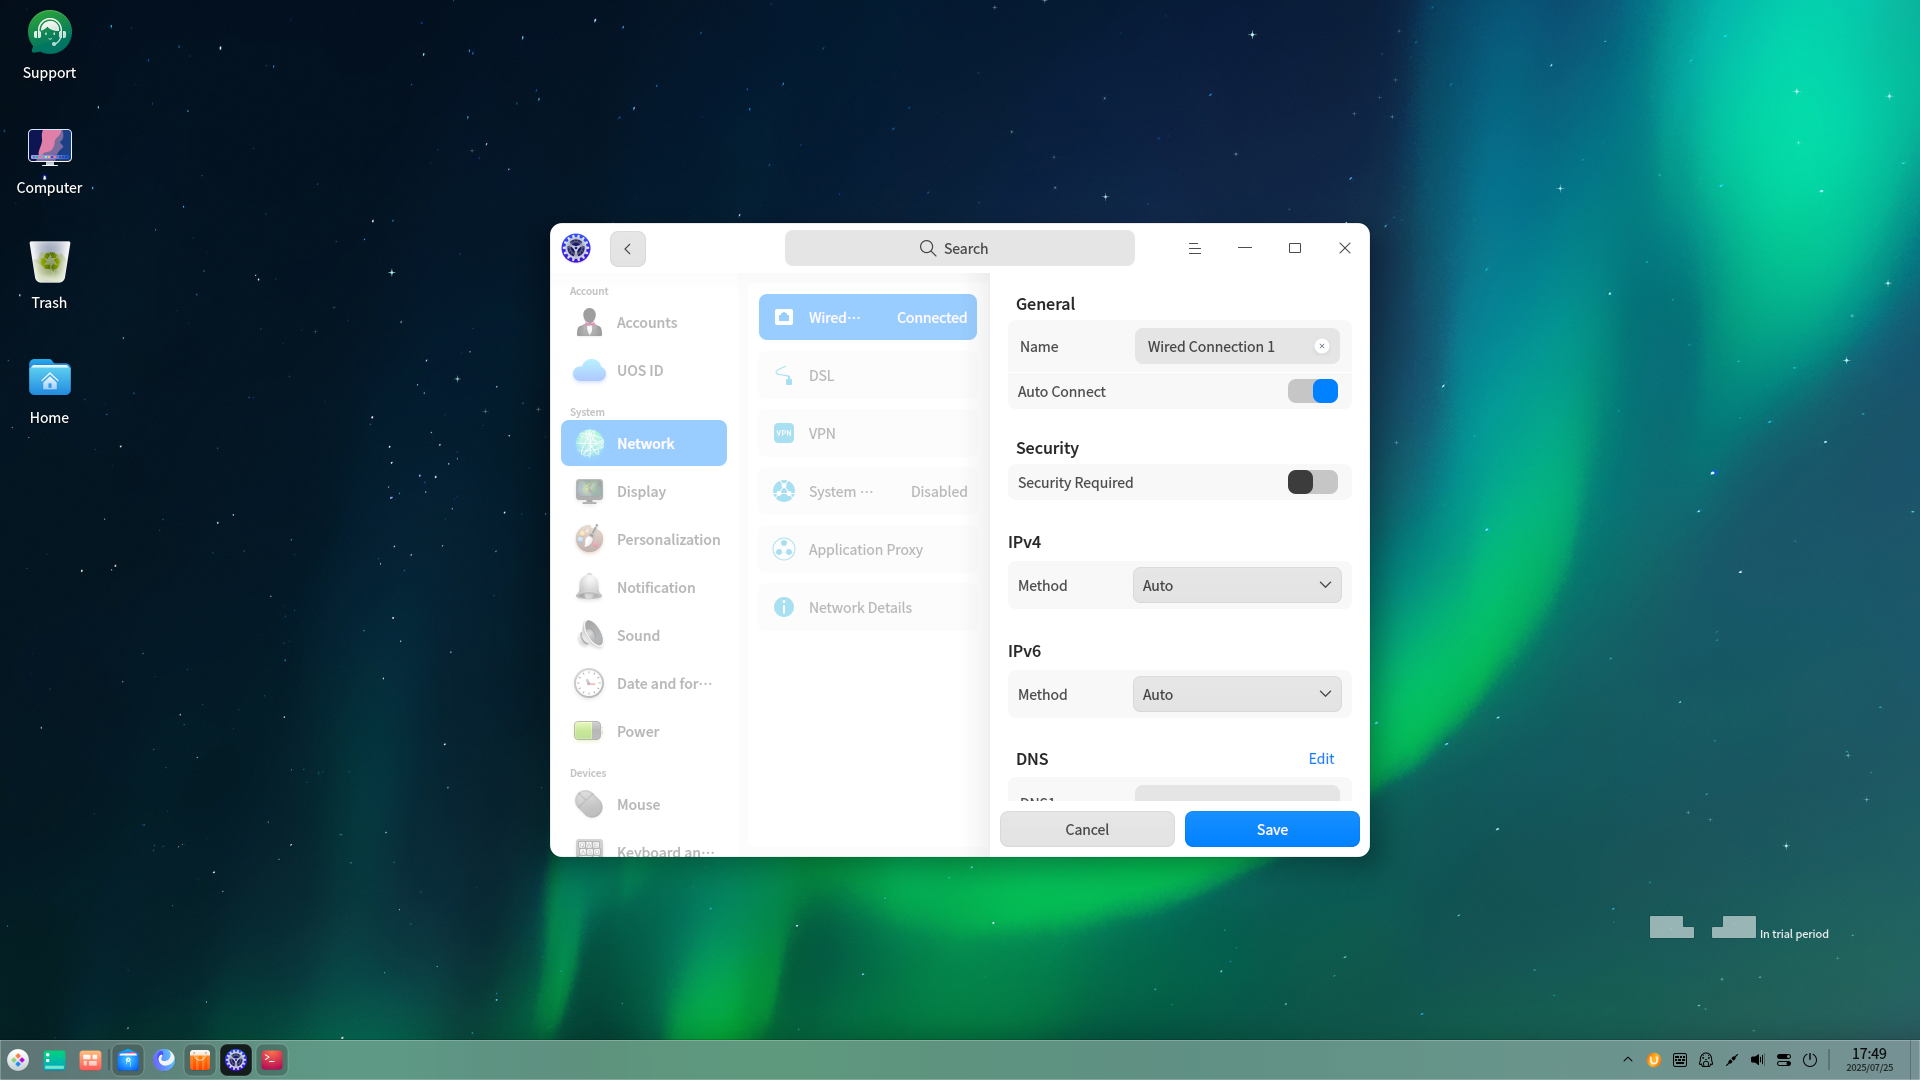 Support
Computer
Trash
Home
Search
Account
Accounts
UOS ID
System
Network
Display
Personalization
Notification
Sound
Date and for···
Power
Devices
Mouse
Keyboard an···
Wired··· Connected
DSL
VPN
VPN
System ··· Disabled
Application Proxy
Network Details
General
Name Wired Connection 1
Auto Connect
Security
Security Required
IPv4
Method Auto
IPv6
Method Auto
DNS Edit
DNS1
Cancel Save
In trial period
17:49
2025/07/25